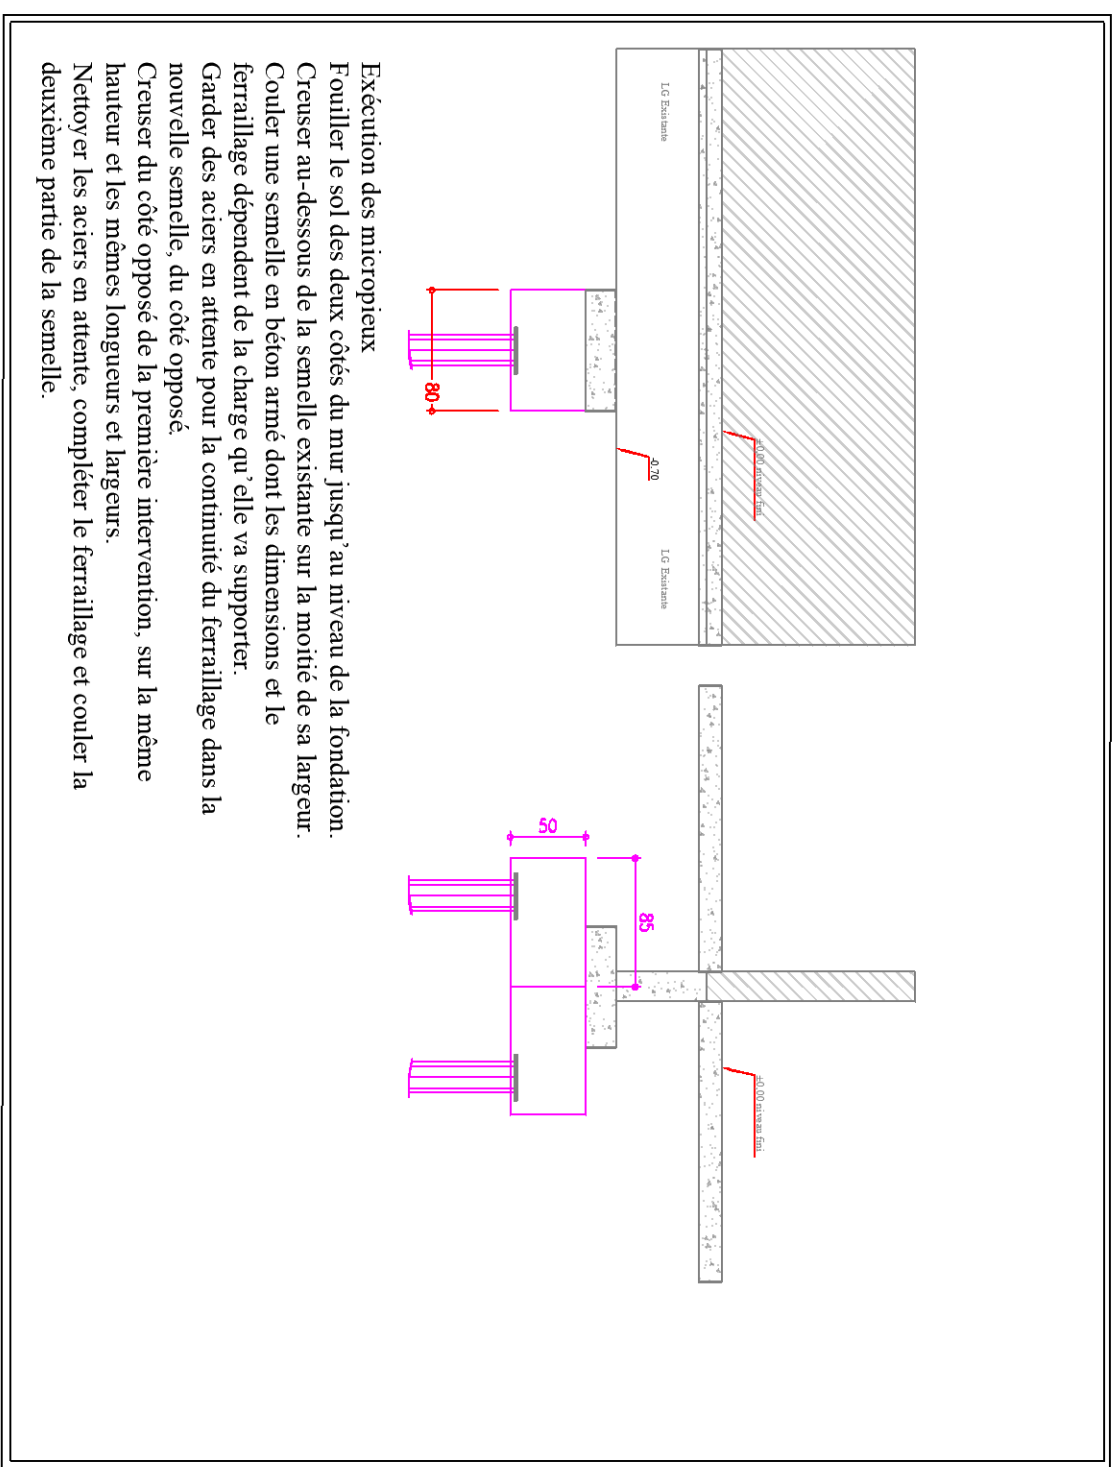 ±0.00 niveau fini
LG Existante
LG Existante
-0.70
80
±0.00 niveau fini
85
50
Exécution des micropieux
Fouiller le sol des deux côtés du mur jusqu’au niveau de la fondation.
Creuser au-dessous de la semelle existante sur la moitié de sa largeur.
Couler une semelle en béton armé dont les dimensions et le
ferraillage dépendent de la charge qu’elle va supporter.
Garder des aciers en attente pour la continuité du ferraillage dans la
nouvelle semelle, du côté opposé.
Creuser du côté opposé de la première intervention, sur la même
hauteur et les mêmes longueurs et largeurs.
Nettoyer les aciers en attente, compléter le ferraillage et couler la
deuxième partie de la semelle.